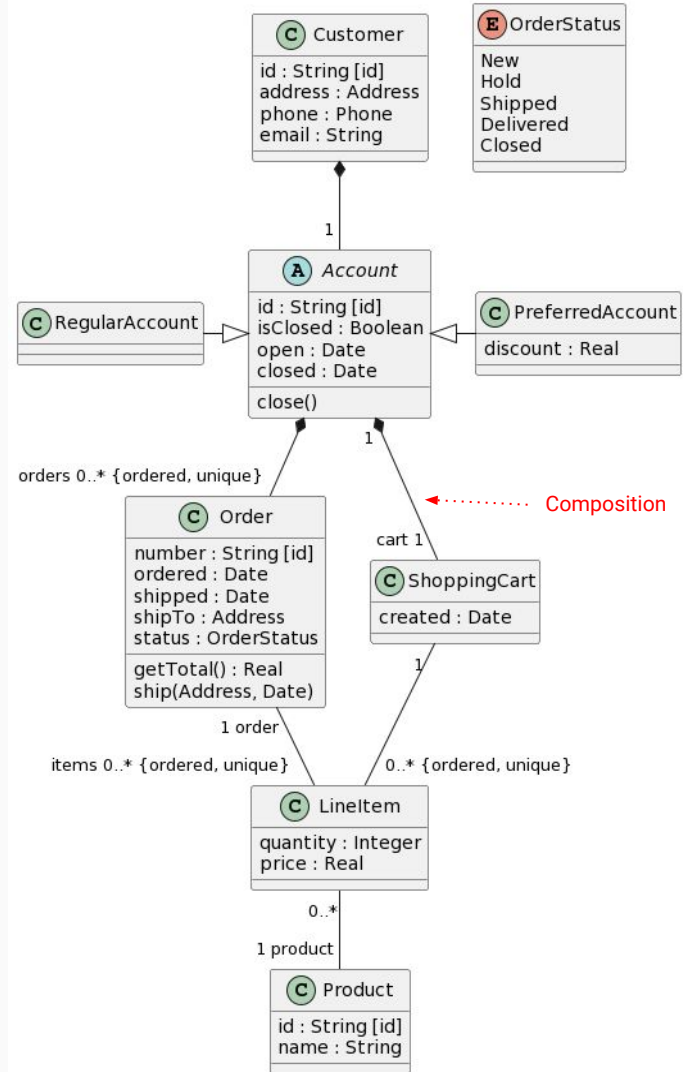 C Customer
id : String [id]
address : Address
phone : Phone
email : String
E OrderStatus
New
Hold
Shipped
Delivered
Closed
1
A Account
id : String [id]
isClosed : Boolean
open : Date
closed : Date
close()
C RegularAccount
C PreferredAccount
discount : Real
1
orders 0..* {ordered, unique}
Composition
cart 1
C Order
number : String [id]
ordered : Date
shipped : Date
shipTo : Address
status : OrderStatus
getTotal() : Real
ship(Address, Date)
C ShoppingCart
created : Date
1
1 order
items 0..* {ordered, unique}
0..* {ordered, unique}
C LineItem
quantity : Integer
price : Real
0..*
1 product
C Product
id : String [id]
name : String